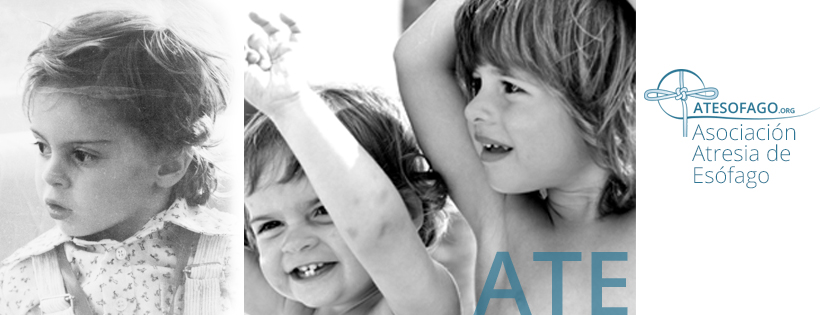 ATESOFAGO.ORG
Asociación
Atresia de
Esófago
ATE